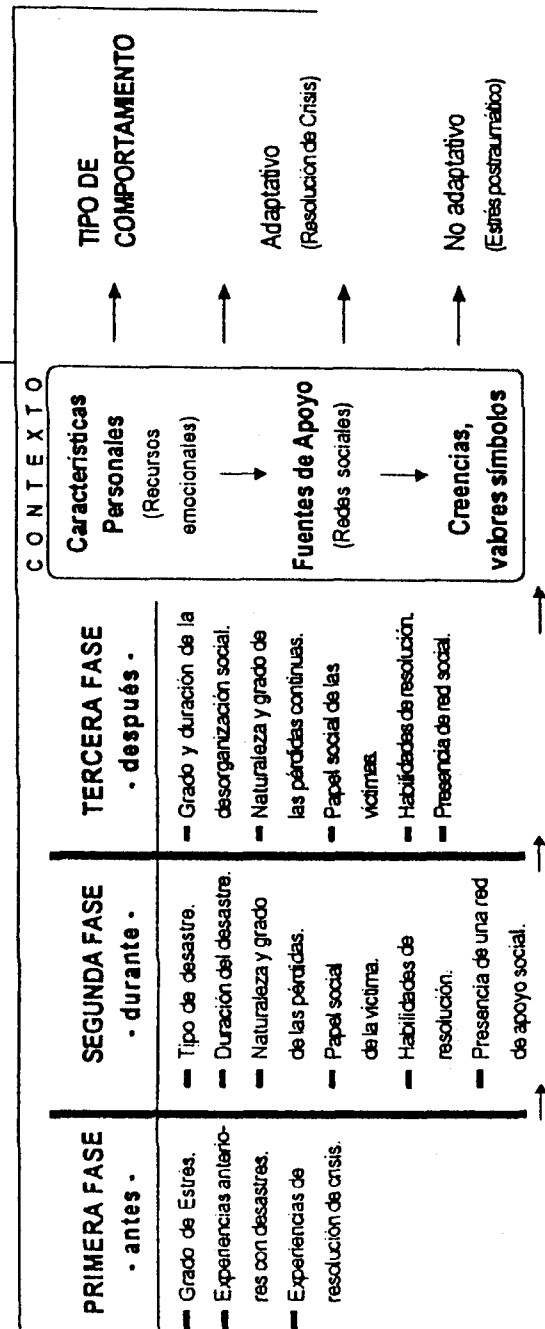 PRIMERA FASE
- antes -
▬ Grado de Estrés.
▬ Experiencias anterio-
res con desastres.
▬ Experiencias de
resolución de crisis.
SEGUNDA FASE
- durante -
▬ Tipo de desastre.
▬ Duración del desastre.
▬ Naturaleza y grado
de las pérdidas.
▬ Papel social
de la víctima.
▬ Habilidades de
resolución.
▬ Presencia de una red
de apoyo social.
TERCERA FASE
- después -
▬ Grado y duración de la
desorganización social.
▬ Naturaleza y grado de
las pérdidas continuas.
▬ Papel social de las
víctimas.
▬ Habilidades de resolución.
▬ Presencia de red social.
CONTEXTO
Características
Personales
(Recursos
emocionales)
Fuentes de Apoyo
(Redes sociales)
Creencias,
valores símbolos
TIPO DE
COMPORTAMIENTO
Adaptativo
(Resolución de Crisis)
No adaptativo
(Estrés postraumático)